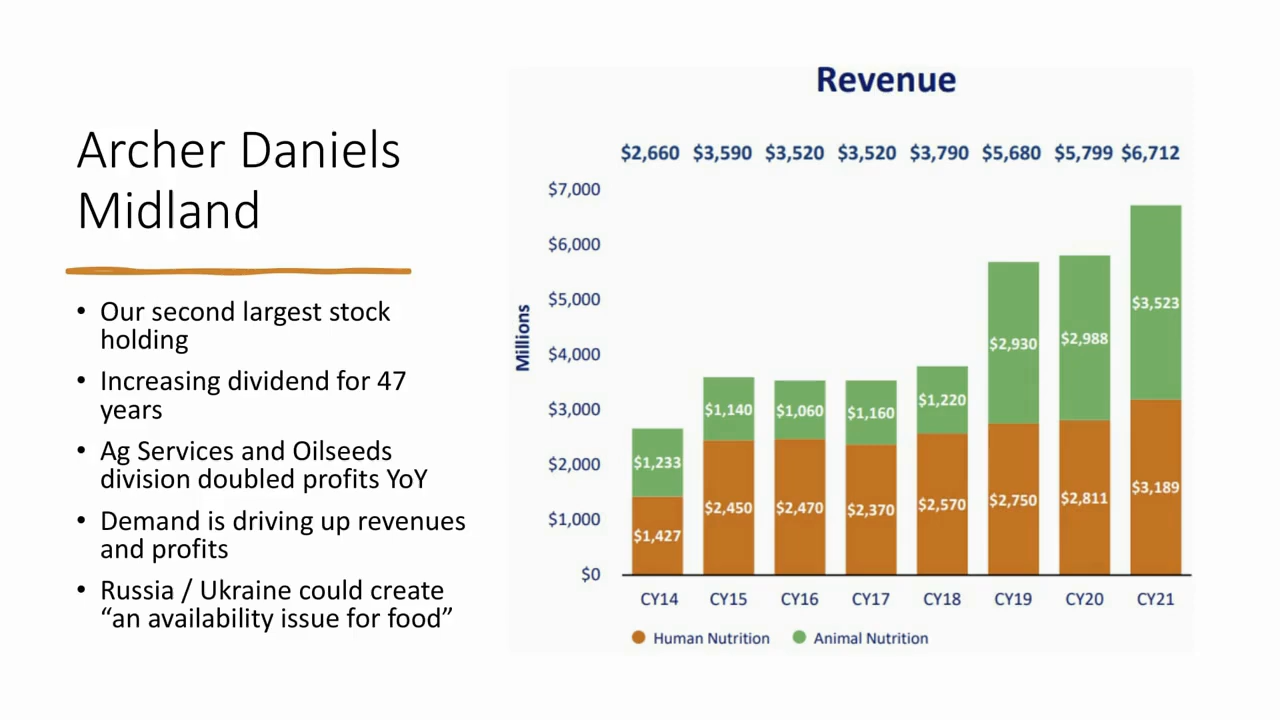 Archer Daniels
Midland
• Our second largest stock
holding
• Increasing dividend for 47
years
• Ag Services and Oilseeds
division doubled profits YoY
• Demand is driving up revenues
and profits
• Russia / Ukraine could create
“an availability issue for food”
Revenue
$2,660 $3,590 $3,520 $3,520 $3,790 $5,680 $5,799 $6,712
Millions
$7,000
$6,000
$5,000
$4,000
$3,000
$2,000
$1,000
$0
$1,233 $1,140 $1,060 $1,160 $1,220 $2,930 $2,988 $3,523
$1,427 $2,450 $2,470 $2,370 $2,570 $2,750 $2,811 $3,189
CY14 CY15 CY16 CY17 CY18 CY19 CY20 CY21
Human Nutrition Animal Nutrition